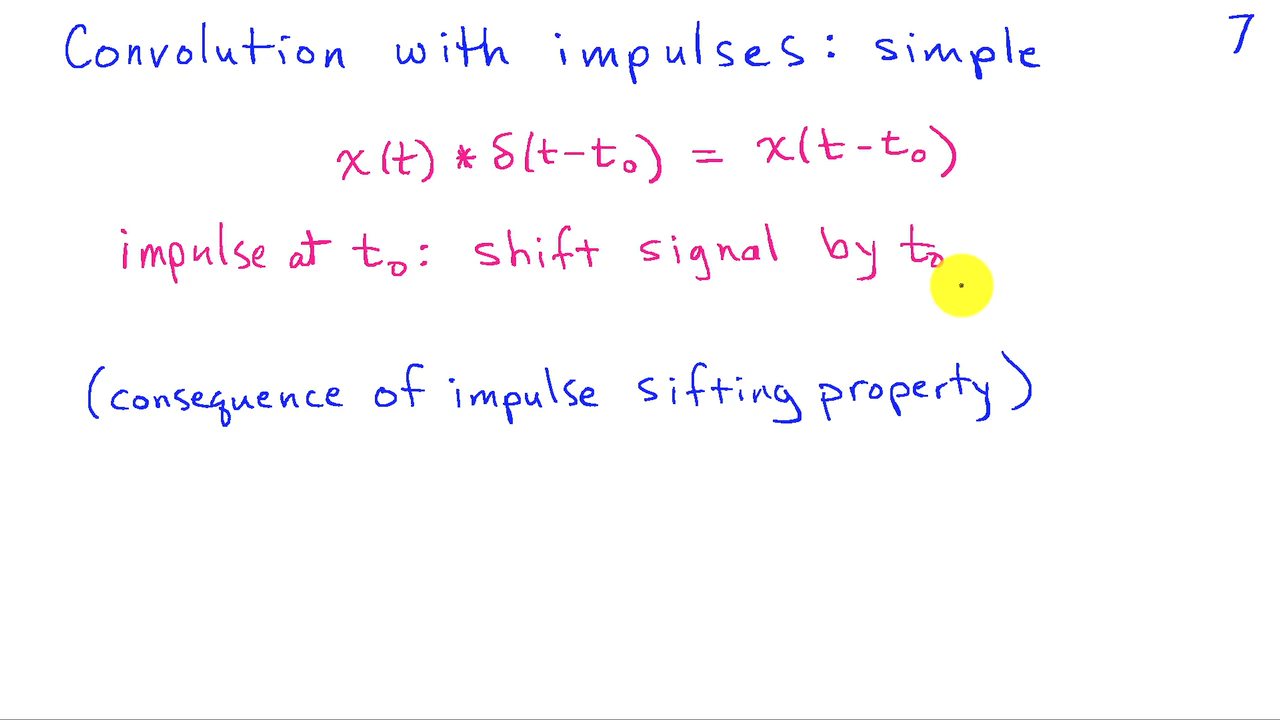 Convolution with impulses: simple 7
x(t) * δ(t-t₀) = x(t-t₀)
impulse at t₀: shift signal by t₀
(consequence of impulse sifting property)